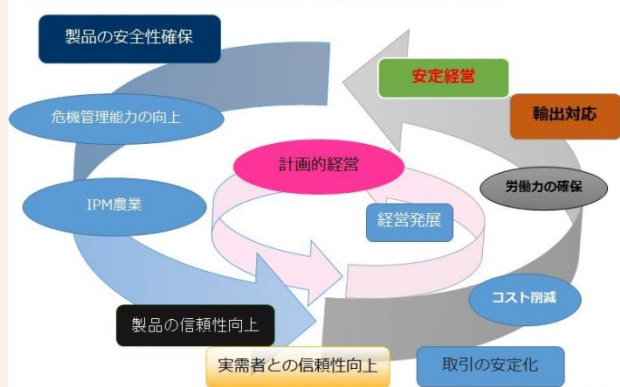 製品の安全性確保
安定経営
危機管理能力の向上
輸出対応
計画的経営
労働力の確保
IPM農業
経営発展
コスト削減
製品の信頼性向上
実需者との信頼性向上
取引の安定化